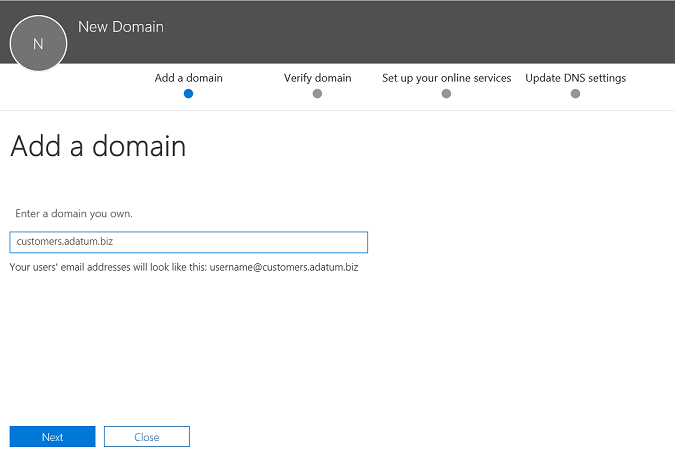 New Domain
N
Add a domain Verify domain Set up your online services Update DNS settings
Add a domain
Enter a domain you own.
customers.adatum.biz
Your users' email addresses will look like this: username@customers.adatum.biz
Next Close